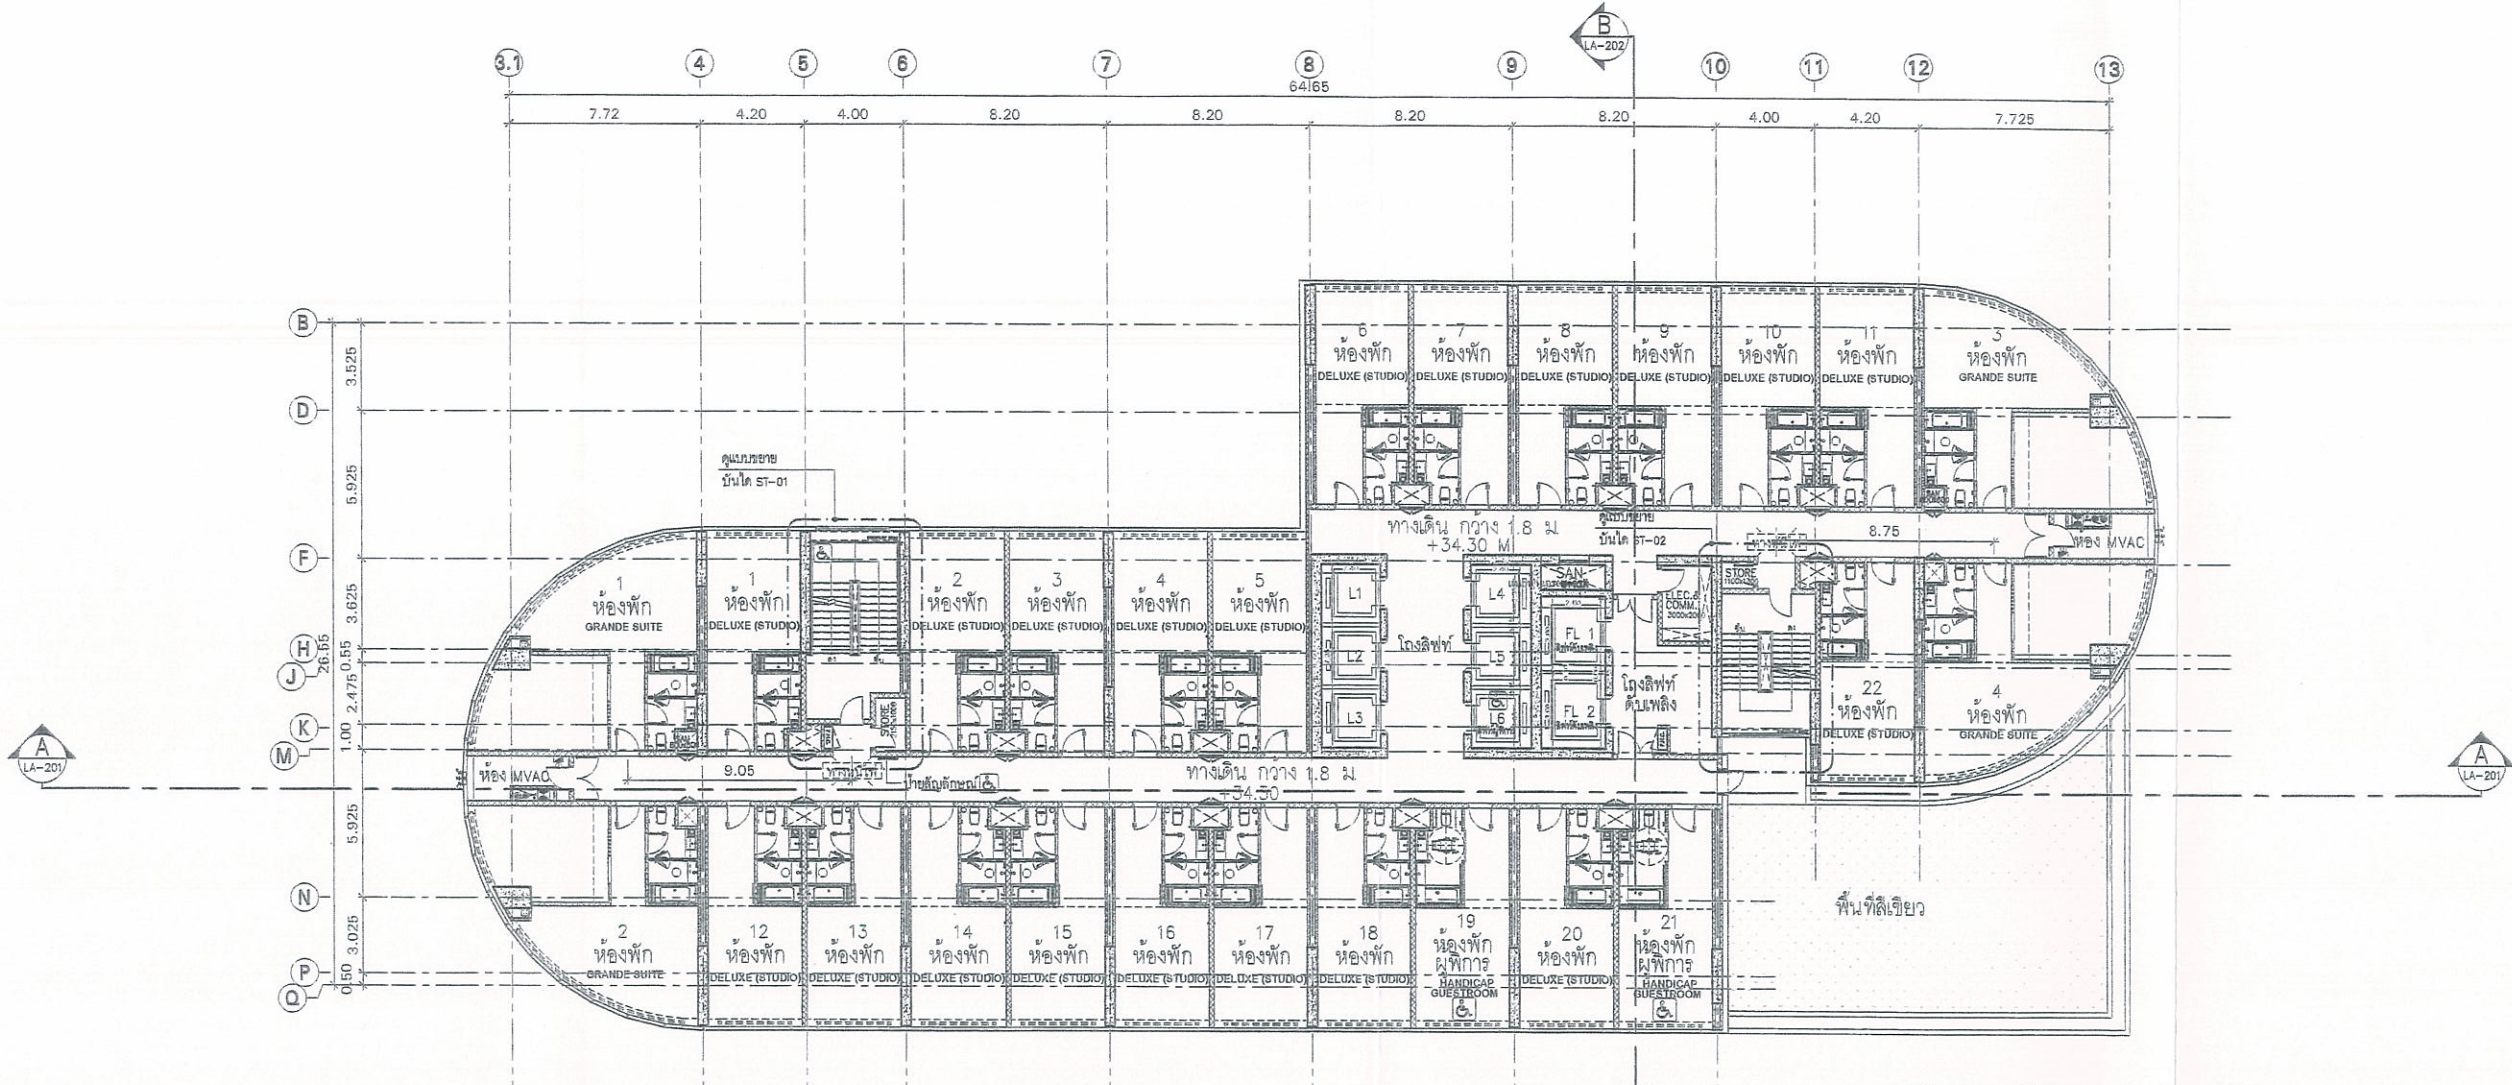 B
LA-202
3.1
4
5
6
7
8
9
10
11
12
13
64.65
7.72
4.20
4.00
8.20
8.20
8.20
8.20
4.00
4.20
7.725
B
D
F
H
J
K
M
N
P
Q
3.525
5.925
3.625
0.55
2.475
1.00
5.925
3.025
0.50
26.55
ดูแบบขยาย
บันได ST-01
6
ห้องพัก
DELUXE (STUDIO)
7
ห้องพัก
DELUXE (STUDIO)
8
ห้องพัก
DELUXE (STUDIO)
9
ห้องพัก
DELUXE (STUDIO)
10
ห้องพัก
DELUXE (STUDIO)
11
ห้องพัก
DELUXE (STUDIO)
3
ห้องพัก
GRANDE SUITE
ทางเดิน กว้าง 1.8 ม
+34.30 M
ดูแบบขยาย
บันได ST-02
8.75
ห้อง MVAC
1
ห้องพัก
GRANDE SUITE
1
ห้องพัก
DELUXE (STUDIO)
2
ห้องพัก
DELUXE (STUDIO)
3
ห้องพัก
DELUXE (STUDIO)
4
ห้องพัก
DELUXE (STUDIO)
5
ห้องพัก
DELUXE (STUDIO)
L1
L2
L3
โถงลิฟท์
L4
L5
L6
SAN
FL 1
FL 2
ELEC.&
COMM.
STORE
โถงลิฟท์
ดับเพลิง
22
ห้องพัก
DELUXE (STUDIO)
4
ห้องพัก
GRANDE SUITE
STORE
A
LA-201
A
LA-201
ห้อง MVAC
9.05
ป้ายสัญลักษณ์
ทางเดิน กว้าง 1.8 ม
+34.30
2
ห้องพัก
GRANDE SUITE
12
ห้องพัก
DELUXE (STUDIO)
13
ห้องพัก
DELUXE (STUDIO)
14
ห้องพัก
DELUXE (STUDIO)
15
ห้องพัก
DELUXE (STUDIO)
16
ห้องพัก
DELUXE (STUDIO)
17
ห้องพัก
DELUXE (STUDIO)
18
ห้องพัก
DELUXE (STUDIO)
19
ห้องพัก
ผู้พิการ
HANDICAP
GUESTROOM
20
ห้องพัก
DELUXE (STUDIO)
21
ห้องพัก
ผู้พิการ
HANDICAP
GUESTROOM
พื้นที่สีเขียว